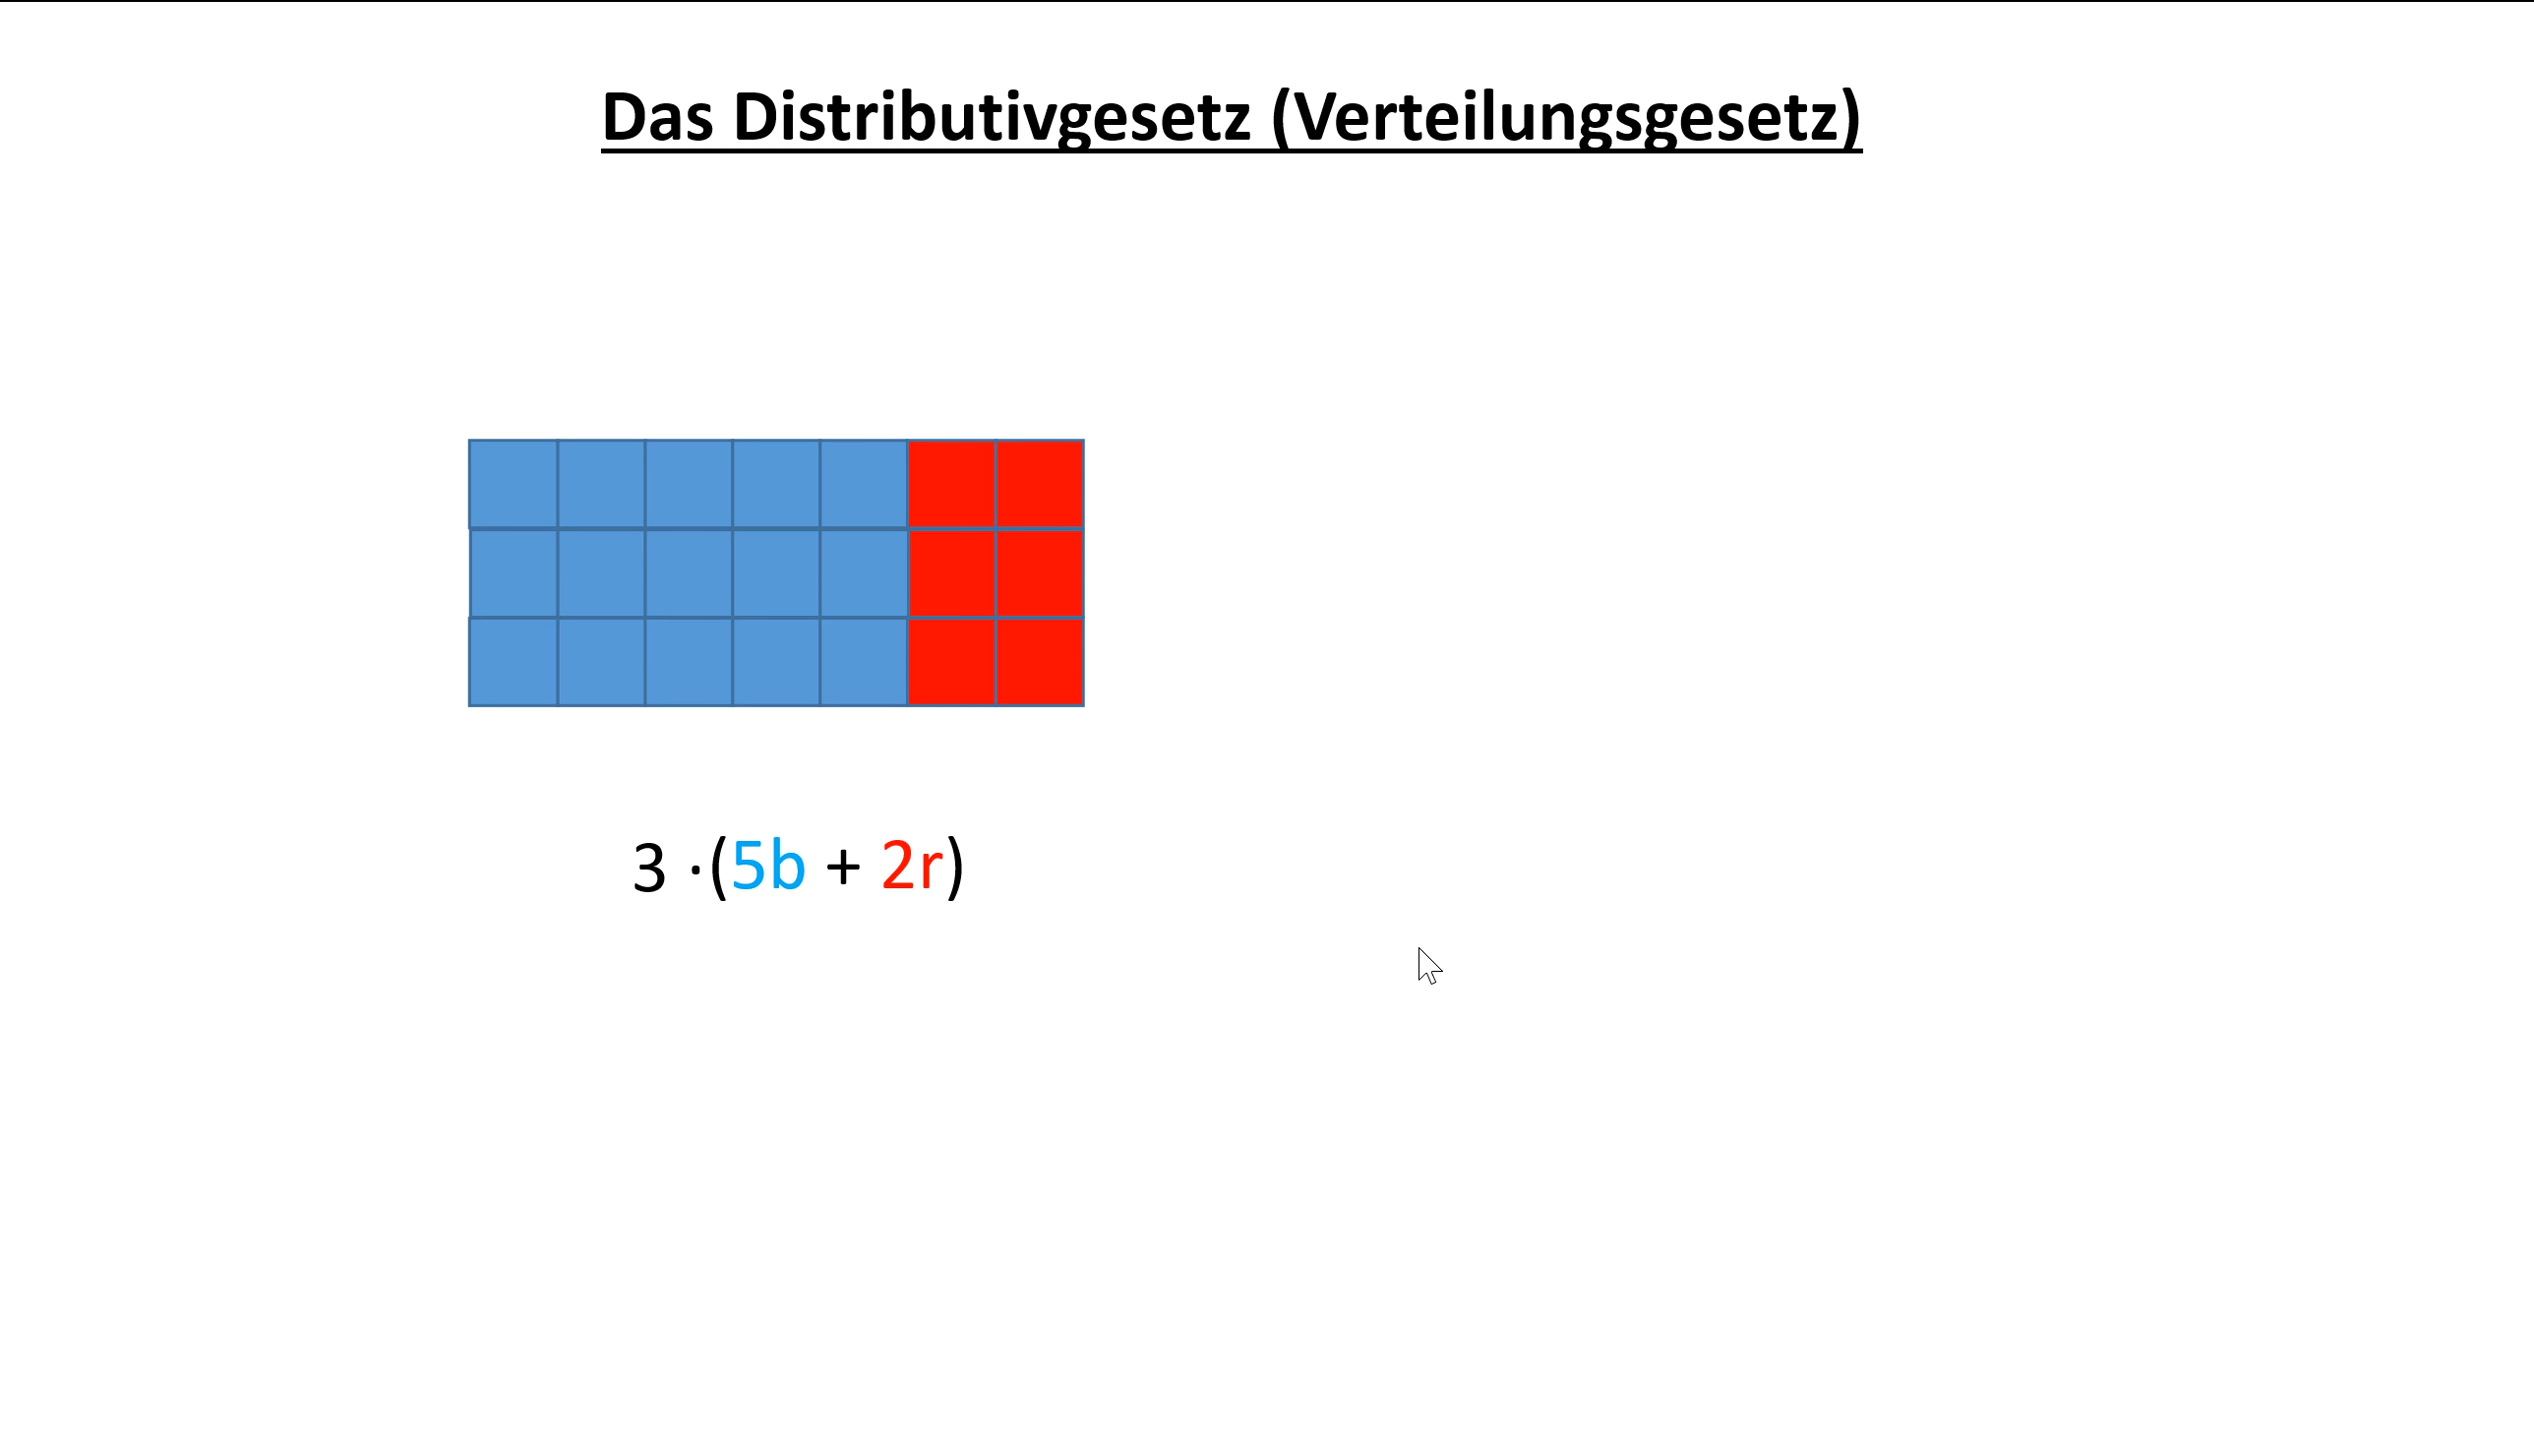 Das Distributivgesetz (Verteilungsgesetz)
3 ·(5b + 2r)